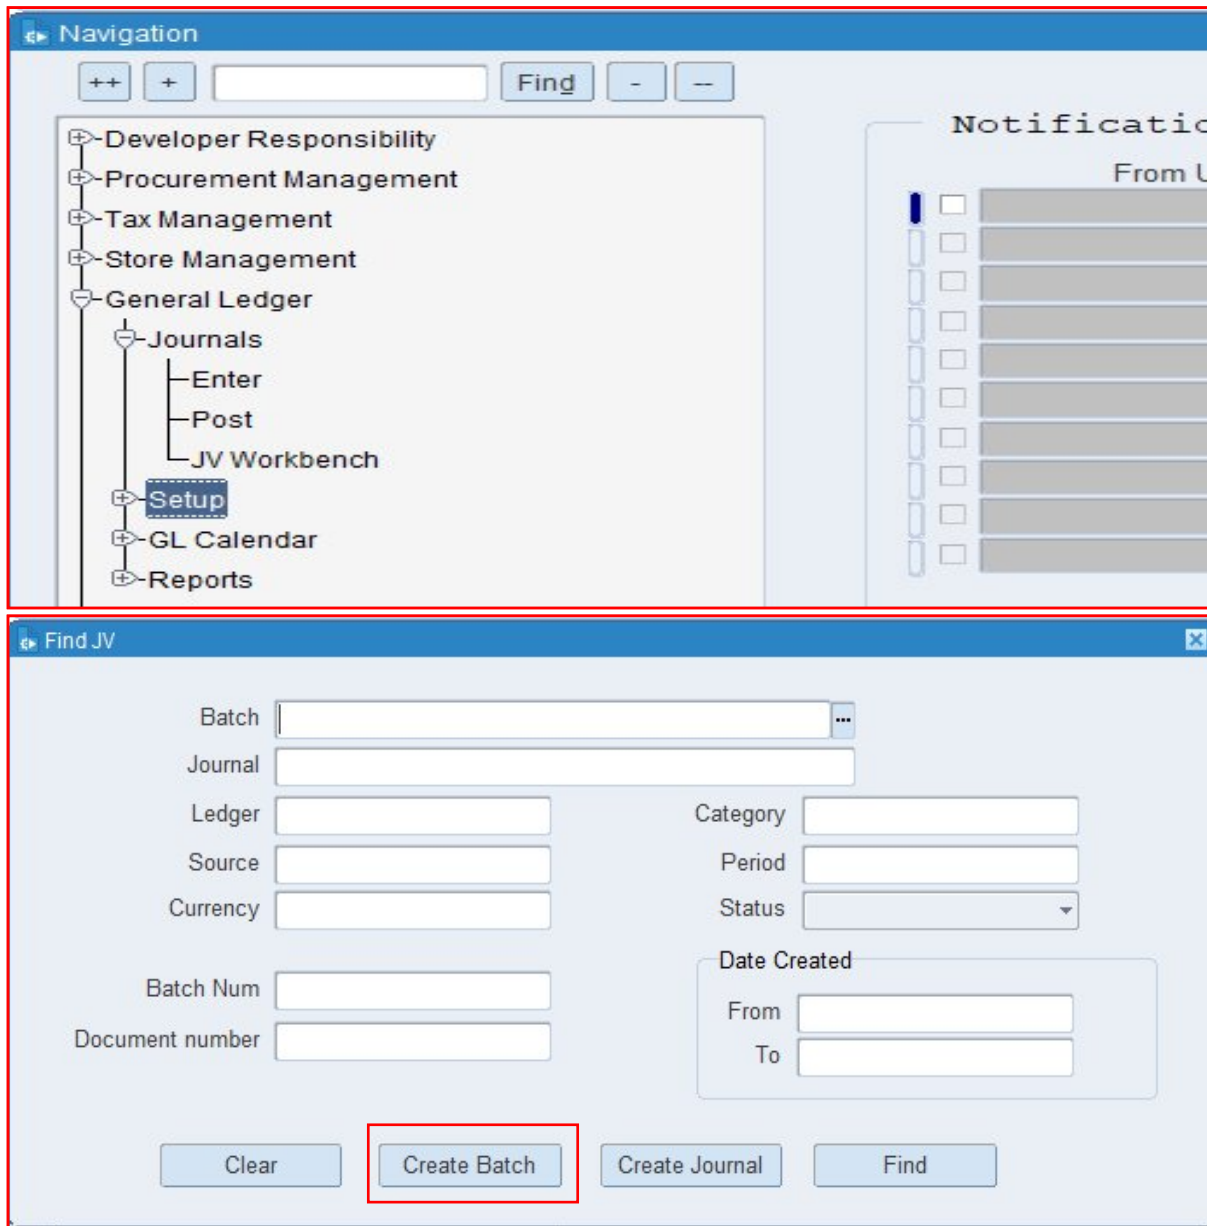 Navigation
++ + Find - --
Developer Responsibility
Procurement Management
Tax Management
Store Management
General Ledger
Journals
Enter
Post
JV Workbench
Setup
GL Calendar
Reports
Notificatio
From U
Find JV
Batch ...
Journal
Ledger Category
Source Period
Currency Status
Date Created
Batch Num
From
Document number
To
Clear Create Batch Create Journal Find